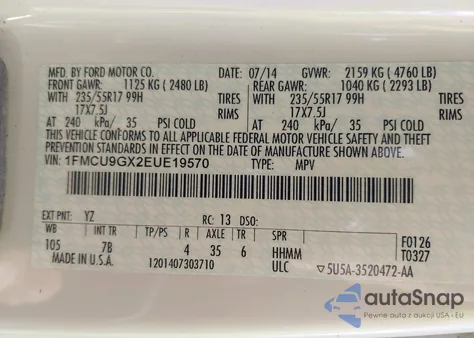 MFD. BY FORD MOTOR CO. DATE: 07/14 GVWR: 2159 KG (4760 LB)
FRONT GAWR: 1125 KG (2480 LB) REAR GAWR: 1040 KG (2293 LB)
WITH 235/55R17 99H TIRES WITH 235/55R17 99H TIRES
17X7.5J RIMS 17X7.5J RIMS
AT 240 kPa/ 35 PSI COLD AT 240 kPa/ 35 PSI COLD
THIS VEHICLE CONFORMS TO ALL APPLICABLE FEDERAL MOTOR VEHICLE SAFETY AND THEFT
PREVENTION STANDARDS IN EFFECT ON THE DATE OF MANUFACTURE SHOWN ABOVE.
VIN: 1FMCU9GX2EUE19570 TYPE: MPV
EXT PNT: YZ RC: 13 DSO:
WB INT TR TP/PS R AXLE TR SPR F0126
105 7B 4 35 6 HHMM T0327
MADE IN U.S.A. 1201407303710 ULC ▽5U5A-3520472-AA
autoSnap
Pewne auto z USA - EU